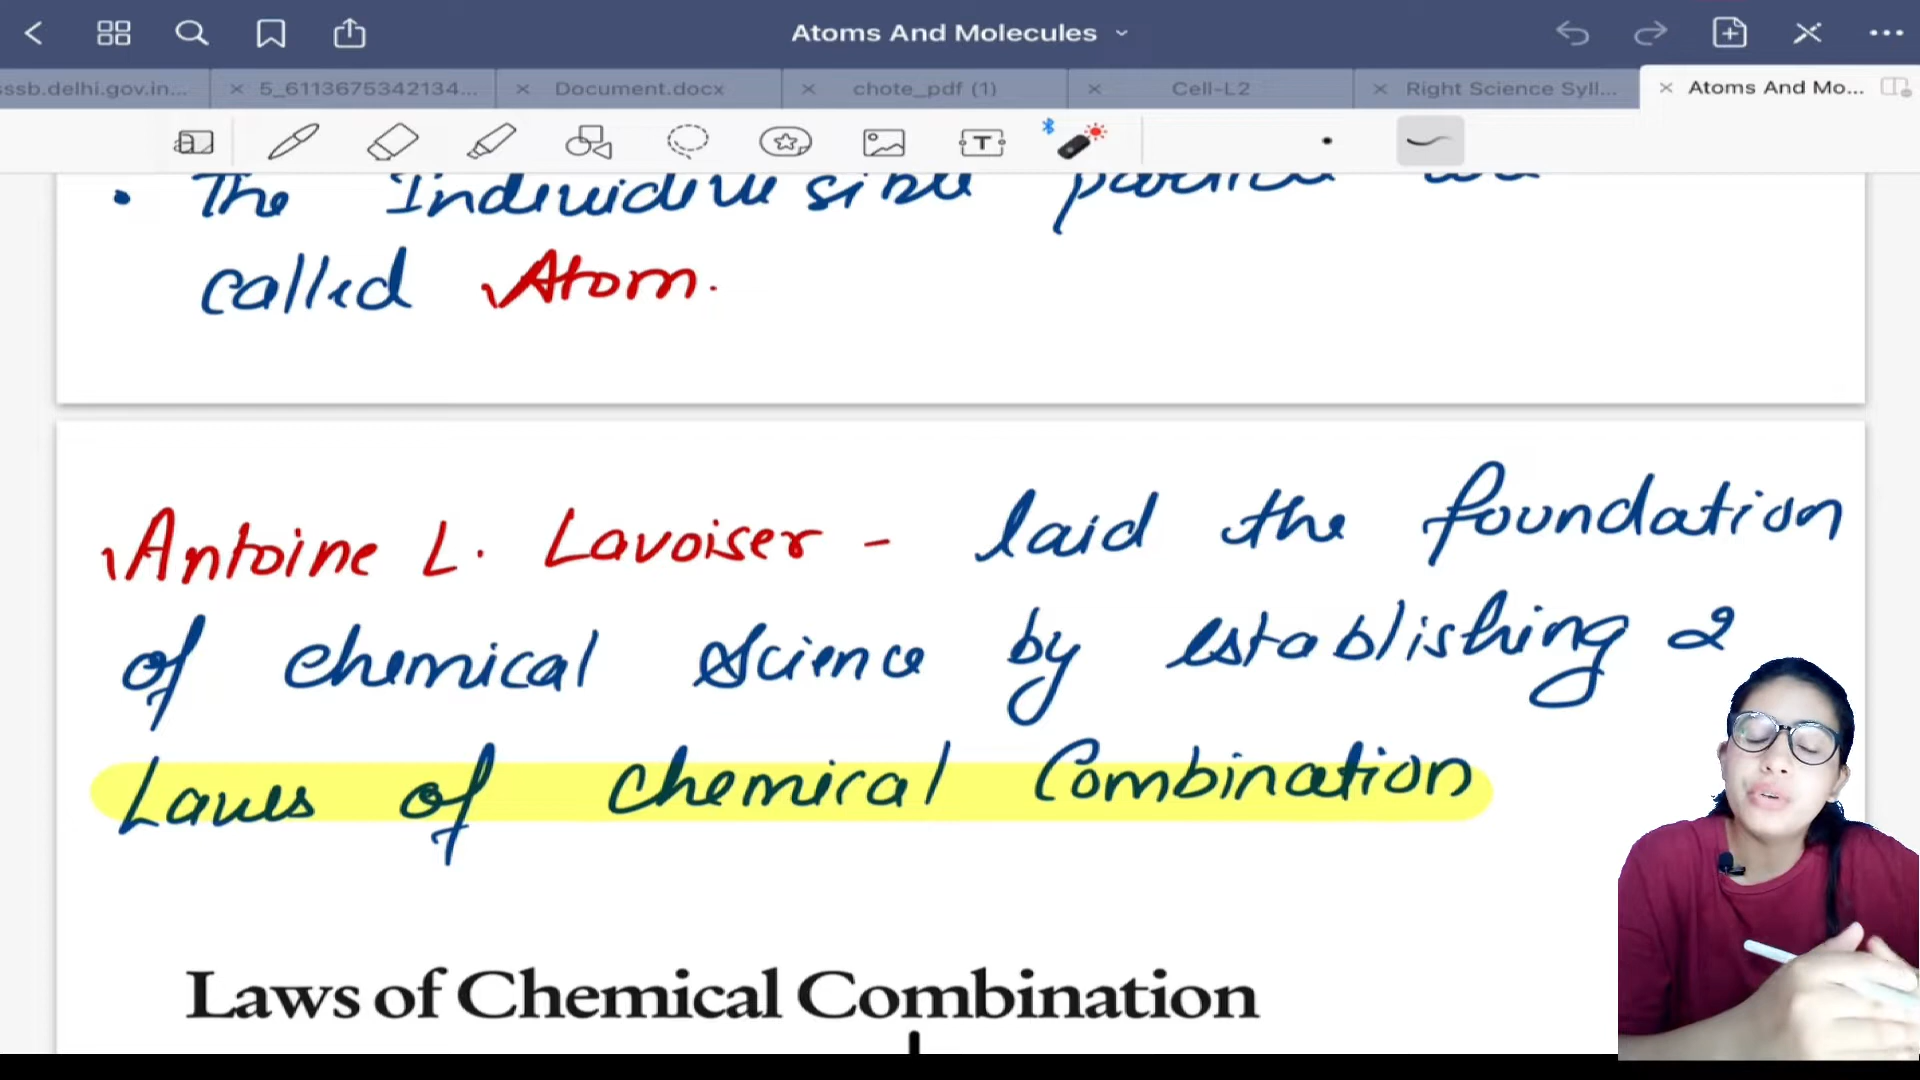 Atoms And Molecules
sssb.delhi.gov.in...
5_6113675342134...
Document.docx
chote_pdf (1)
Cell-L2
Right Science Syll...
Atoms And Mo...
• The
called Atom.
Antoine L. Lavoiser - laid the foundation
of chemical Science by establishing 2
Laws of Chemical Combination
Laws of Chemical Combination